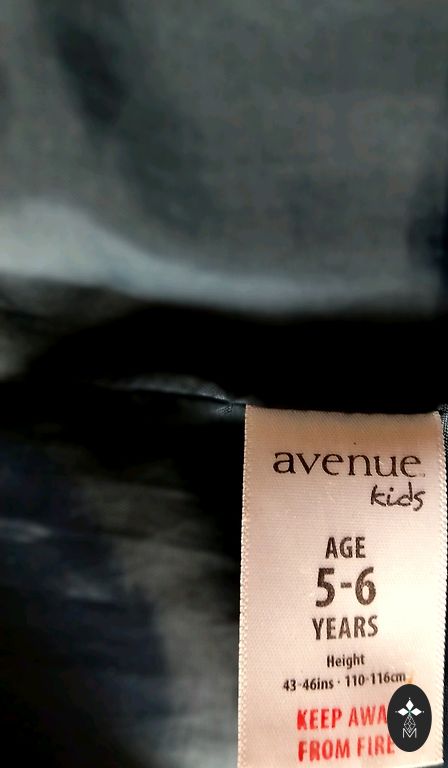 avenue
kids
AGE
5-6
YEARS
Height
43-46ins · 110-116cm
KEEP AWA
FROM FIRE
M